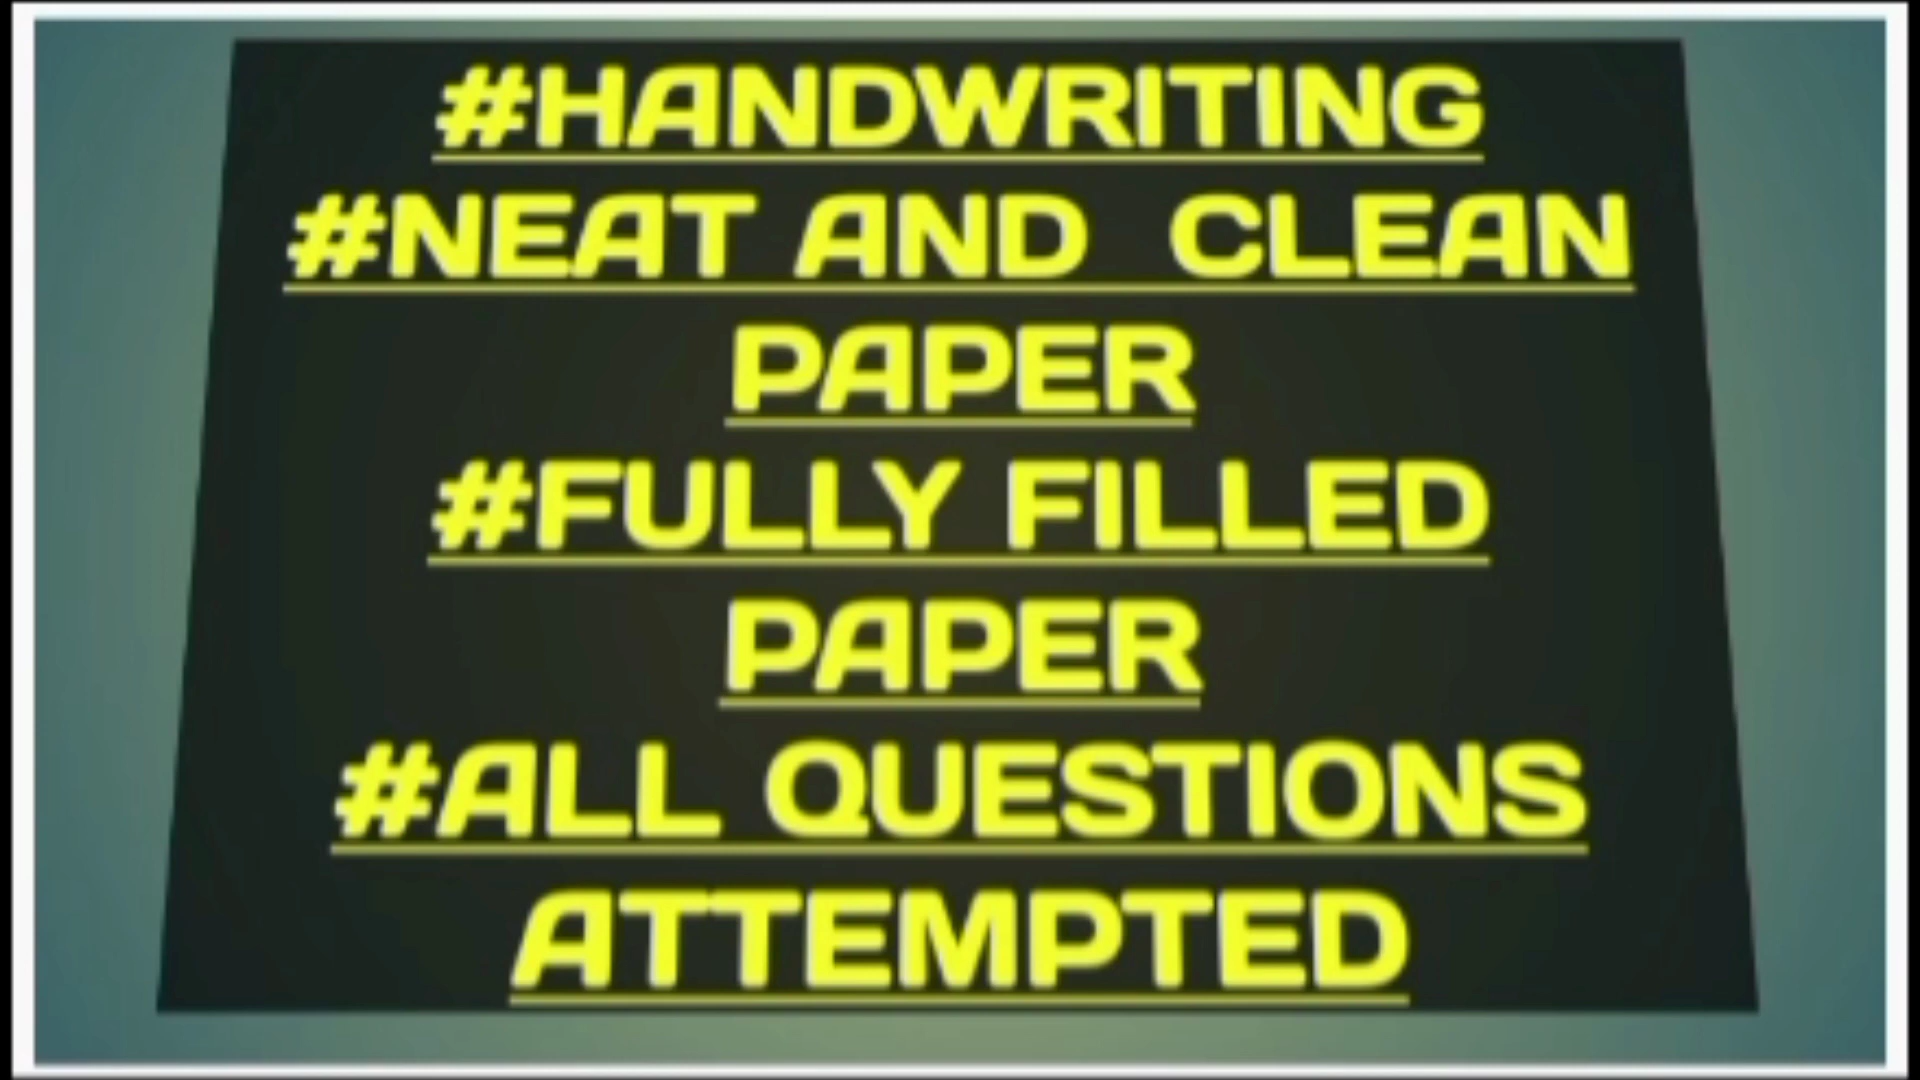 #HANDWRITING
#NEAT AND  CLEAN
PAPER
#FULLY FILLED
PAPER
#ALL QUESTIONS
ATTEMPTED